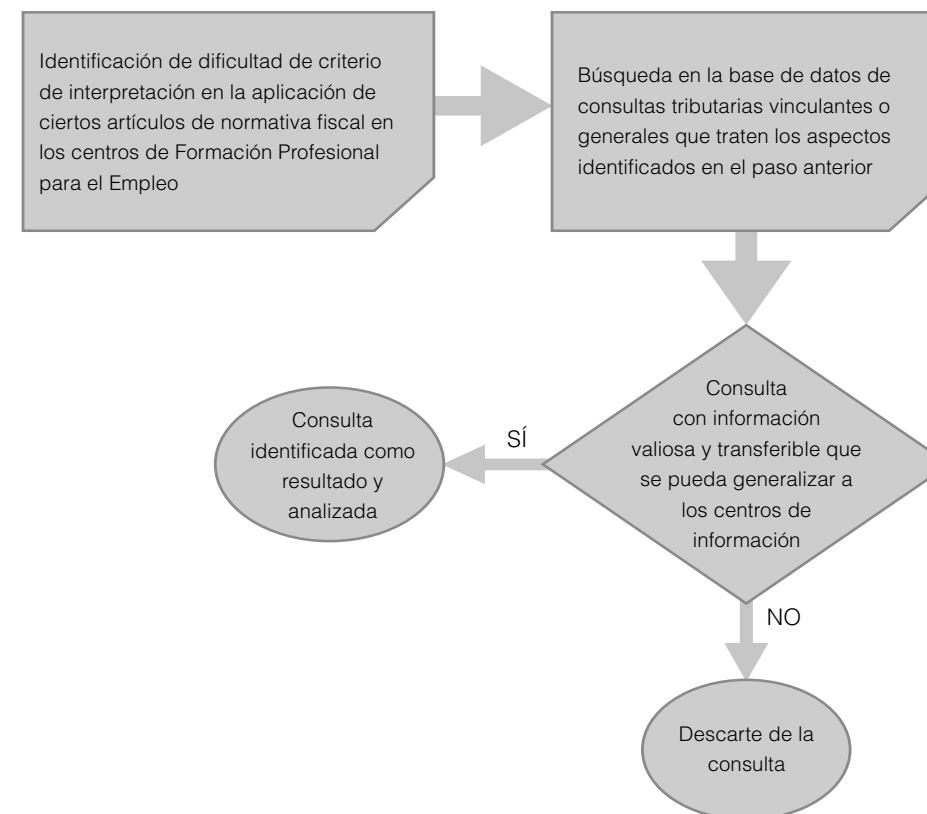 Identificación de dificultad de criterio
de interpretación en la aplicación de
ciertos artículos de normativa fiscal en
los centros de Formación Profesional
para el Empleo
Búsqueda en la base de datos de
consultas tributarias vinculantes o
generales que traten los aspectos
identificados en el paso anterior
Consulta
con información
valiosa y transferible que
se pueda generalizar a
los centros de
información
SÍ
Consulta
identificada como
resultado y
analizada
NO
Descarte de la
consulta